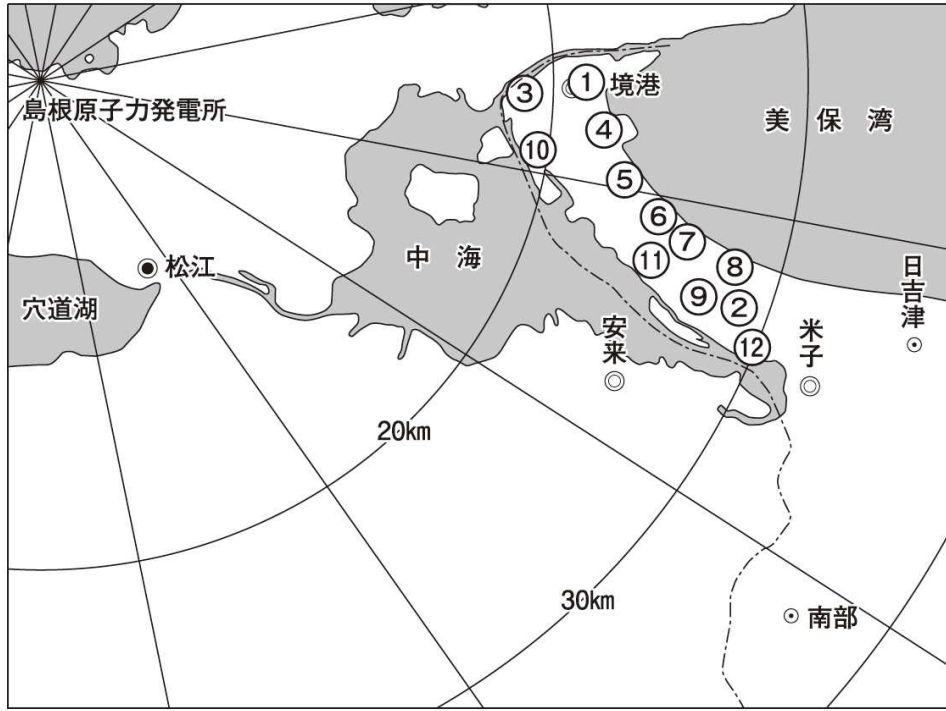 ①
境港
③
島根原子力発電所
④
美保湾
⑩
⑤
⑥
⑦
中海
⑪
⑧
松江
日吉津
穴道湖
⑨
②
安来
米子
⑫
20km
30km
南部